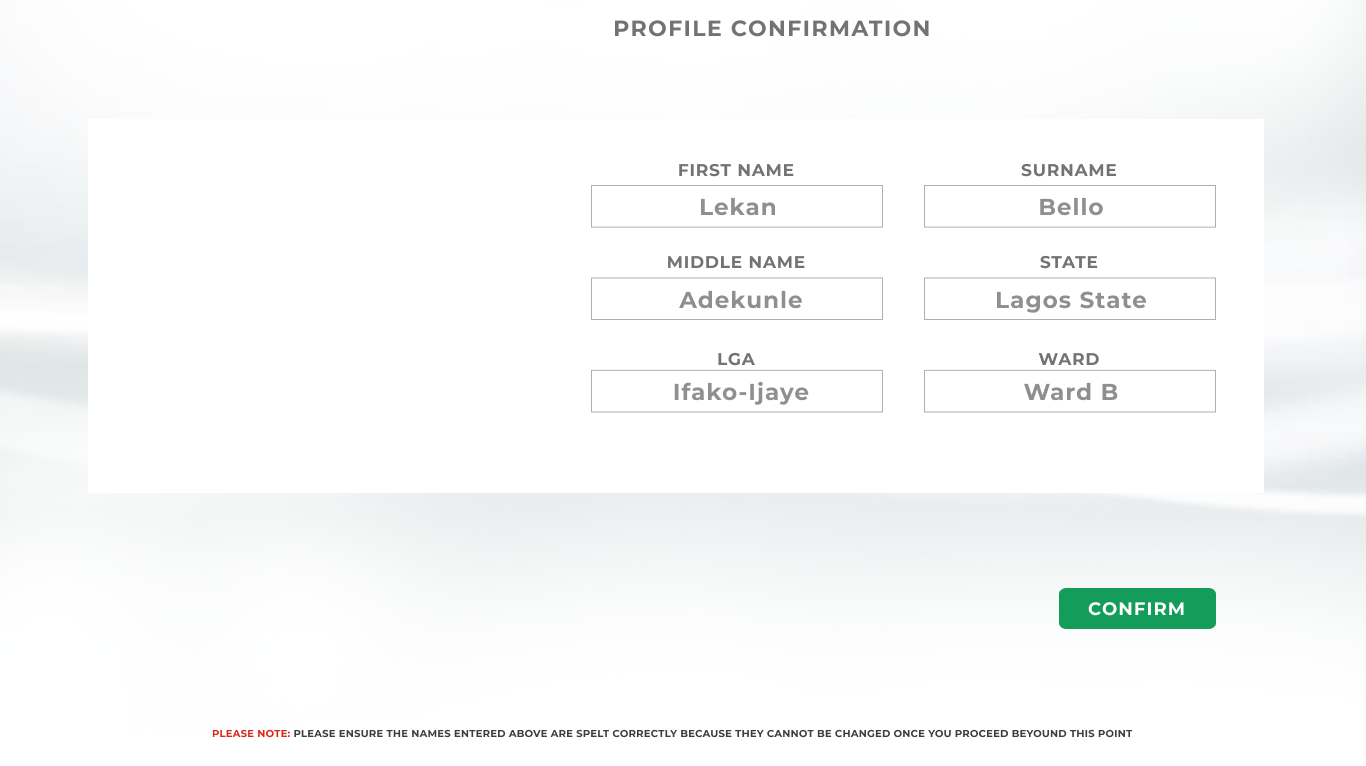 PROFILE CONFIRMATION
FIRST NAME
SURNAME
Lekan
Bello
MIDDLE NAME
STATE
Adekunle
Lagos State
LGA
WARD
Ifako-Ijaye
Ward B
CONFIRM
PLEASE NOTE: PLEASE ENSURE THE NAMES ENTERED ABOVE ARE SPELT CORRECTLY BECAUSE THEY CANNOT BE CHANGED ONCE YOU PROCEED BEYOUND THIS POINT